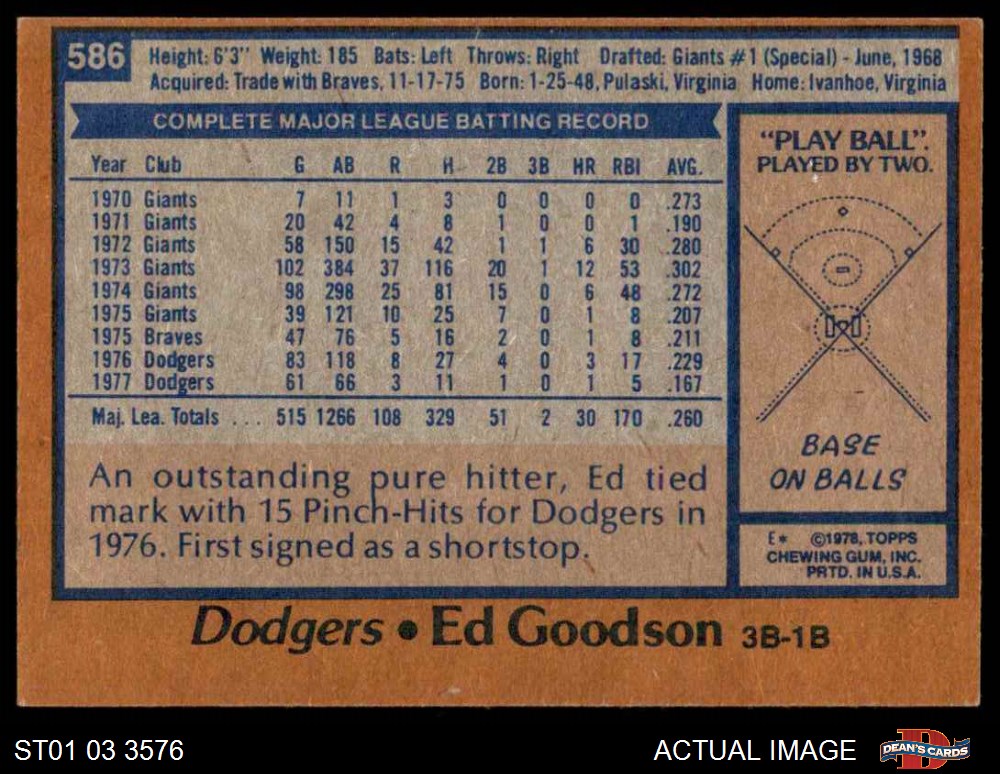 586
Height: 6'3" Weight: 185 Bats: Left Throws: Right Drafted: Giants #1 (Special) - June, 1968
Acquired: Trade with Braves, 11-17-75 Born: 1-25-48, Pulaski, Virginia Home: Ivanhoe, Virginia
COMPLETE MAJOR LEAGUE BATTING RECORD
Year Club G AB R H 2B 3B HR RBI AVG.
1970 Giants 7 11 1 3 0 0 0 0 .273
1971 Giants 20 42 4 8 1 0 0 1 .190
1972 Giants 58 150 15 42 1 1 6 30 .280
1973 Giants 102 384 37 116 20 1 12 53 .302
1974 Giants 98 298 25 81 15 0 6 48 .272
1975 Giants 39 121 10 25 7 0 1 8 .207
1975 Braves 47 76 5 16 2 0 1 8 .211
1976 Dodgers 83 118 8 27 4 0 3 17 .229
1977 Dodgers 61 66 3 11 1 0 1 5 .167
Maj. Lea. Totals . . . 515 1266 108 329 51 2 30 170 .260
An outstanding pure hitter, Ed tied
mark with 15 Pinch-Hits for Dodgers in
1976. First signed as a shortstop.
"PLAY BALL".
PLAYED BY TWO.
BASE
ON BALLS
E* ©1978, TOPPS
CHEWING GUM, INC.
PRTD. IN U.S.A.
Dodgers • Ed Goodson 3B-1B
ST01 03 3576
ACTUAL IMAGE
DEAN'S CARDS